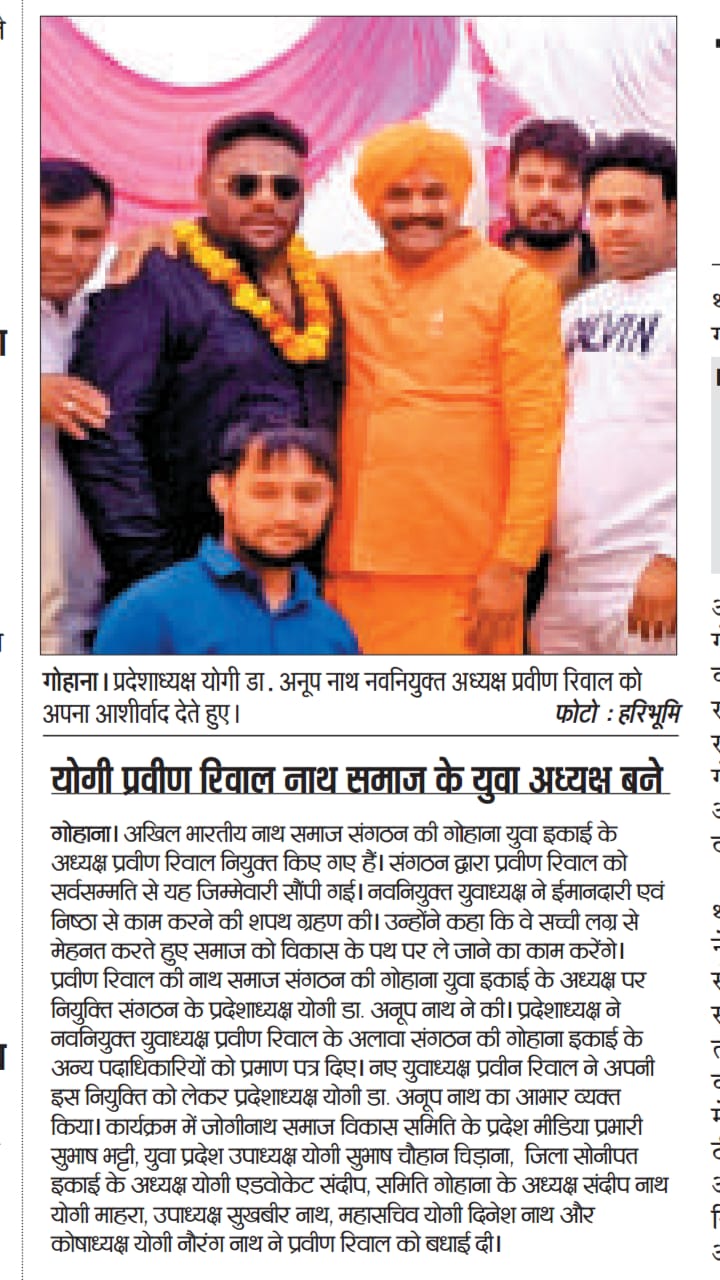 CALVIN
गोहाना। प्रदेशाध्यक्ष योगी डा. अनूप नाथ नवनियुक्त अध्यक्ष प्रवीण रिवाल को
अपना आशीर्वाद देते हुए। फोटो : हरिभूमि
योगी प्रवीण रिवाल नाथ समाज के युवा अध्यक्ष बने
गोहाना। अखिल भारतीय नाथ समाज संगठन की गोहाना युवा इकाई के
अध्यक्ष प्रवीण रिवाल नियुक्त किए गए हैं। संगठन द्वारा प्रवीण रिवाल को
सर्वसम्मति से यह जिम्मेवारी सौंपी गई। नवनियुक्त युवाध्यक्ष ने ईमानदारी एवं
निष्ठा से काम करने की शपथ ग्रहण की। उन्होंने कहा कि वे सच्ची लग्र से
मेहनत करते हुए समाज को विकास के पथ पर ले जाने का काम करेंगे।
प्रवीण रिवाल की नाथ समाज संगठन की गोहाना युवा इकाई के अध्यक्ष पर
नियुक्ति संगठन के प्रदेशाध्यक्ष योगी डा. अनूप नाथ ने की। प्रदेशाध्यक्ष ने
नवनियुक्त युवाध्यक्ष प्रवीण रिवाल के अलावा संगठन की गोहाना इकाई के
अन्य पदाधिकारियों को प्रमाण पत्र दिए। नए युवाध्यक्ष प्रवीन रिवाल ने अपनी
इस नियुक्ति को लेकर प्रदेशाध्यक्ष योगी डा. अनूप नाथ का आभार व्यक्त
किया। कार्यक्रम में जोगीनाथ समाज विकास समिति के प्रदेश मीडिया प्रभारी
सुभाष भट्टी, युवा प्रदेश उपाध्यक्ष योगी सुभाष चौहान चिड़ाना, जिला सोनीपत
इकाई के अध्यक्ष योगी एडवोकेट संदीप, समिति गोहाना के अध्यक्ष संदीप नाथ
योगी माहरा, उपाध्यक्ष सुखबीर नाथ, महासचिव योगी दिनेश नाथ और
कोषाध्यक्ष योगी नौरंग नाथ ने प्रवीण रिवाल को बधाई दी।